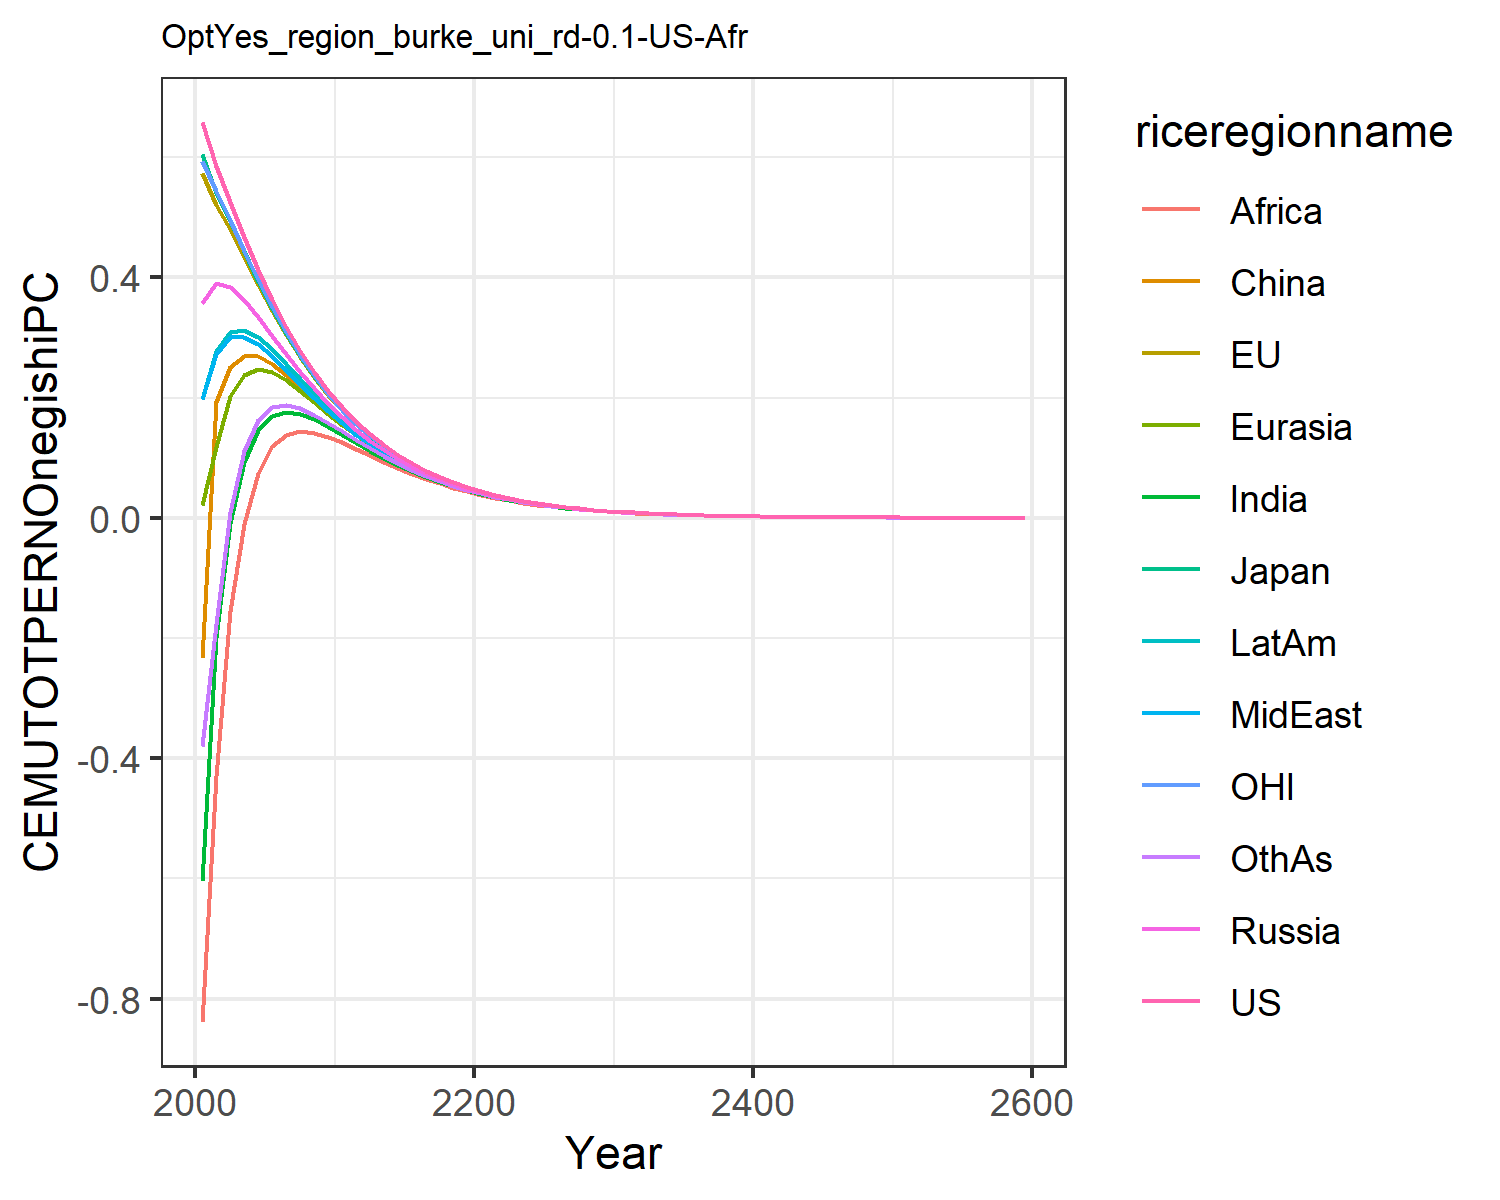 OptYes_region_burke_uni_rd-0.1-US-Afr
CEMUTOTPERNOnegishiPC
0.4
0.0
-0.4
-0.8
2000
2200
2400
2600
Year
riceregionname
Africa
China
EU
Eurasia
India
Japan
LatAm
MidEast
OHI
OthAs
Russia
US